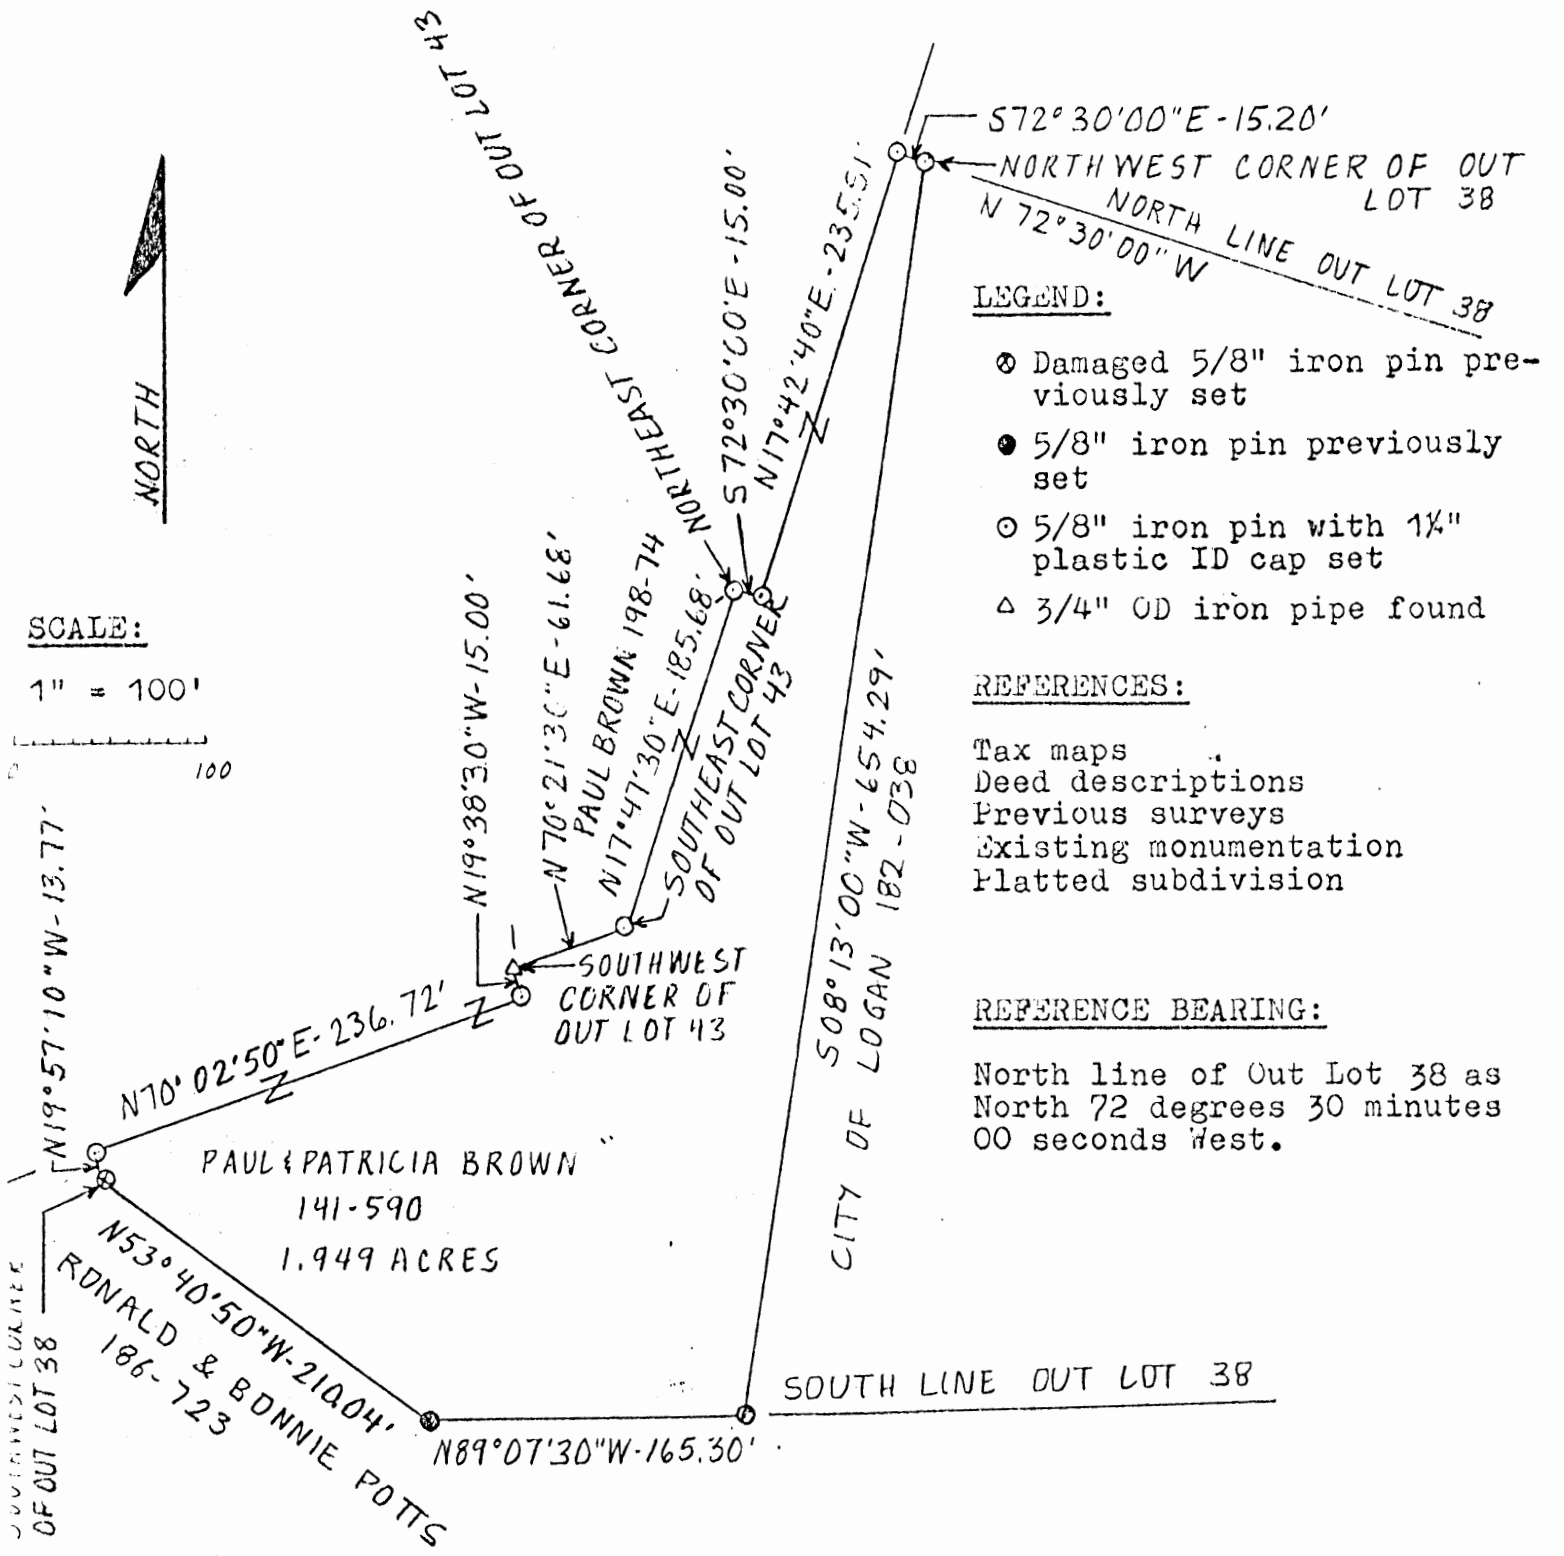 NORTHEAST CORNER OF OUT LOT 43
S72°30'00"E-15.20'
NORTHWEST CORNER OF OUT
LOT 38
NORTH LINE OUT LOT 38
N 72°30'00"W
N17°42'40"E-235.51'
S72°30'00"E-15.00'
NORTH
LEGEND:
Damaged 5/8" iron pin pre-
viously set
5/8" iron pin previously
set
5/8" iron pin with 1¼"
plastic ID cap set
3/4" OD iron pipe found
SCALE:
1" = 100'
0 100
REFERENCES:
Tax maps
Deed descriptions
Previous surveys
Existing monumentation
Platted subdivision
REFERENCE BEARING:
North line of Out Lot 38 as
North 72 degrees 30 minutes
00 seconds West.
N19°38'30"W-15.00'
N70°21'30"E-61.68'
PAUL BROWN 198-74
N17°47'30"E-185.68'
SOUTHEAST CORNER
OF OUT LOT 43
SOUTHWEST
CORNER OF
OUT LOT 43
S08°13'00"W-654.29'
CITY OF LOGAN 182-038
N19°57'10"W-13.77'
N70°02'50"E-236.72'
PAUL & PATRICIA BROWN
141-590
1.949 ACRES
N53°40'50"W-210.04'
RONALD & BONNIE POTTS
186-723
SOUTHWEST CORNER
OF OUT LOT 38
N89°07'30"W-165.30'
SOUTH LINE OUT LOT 38